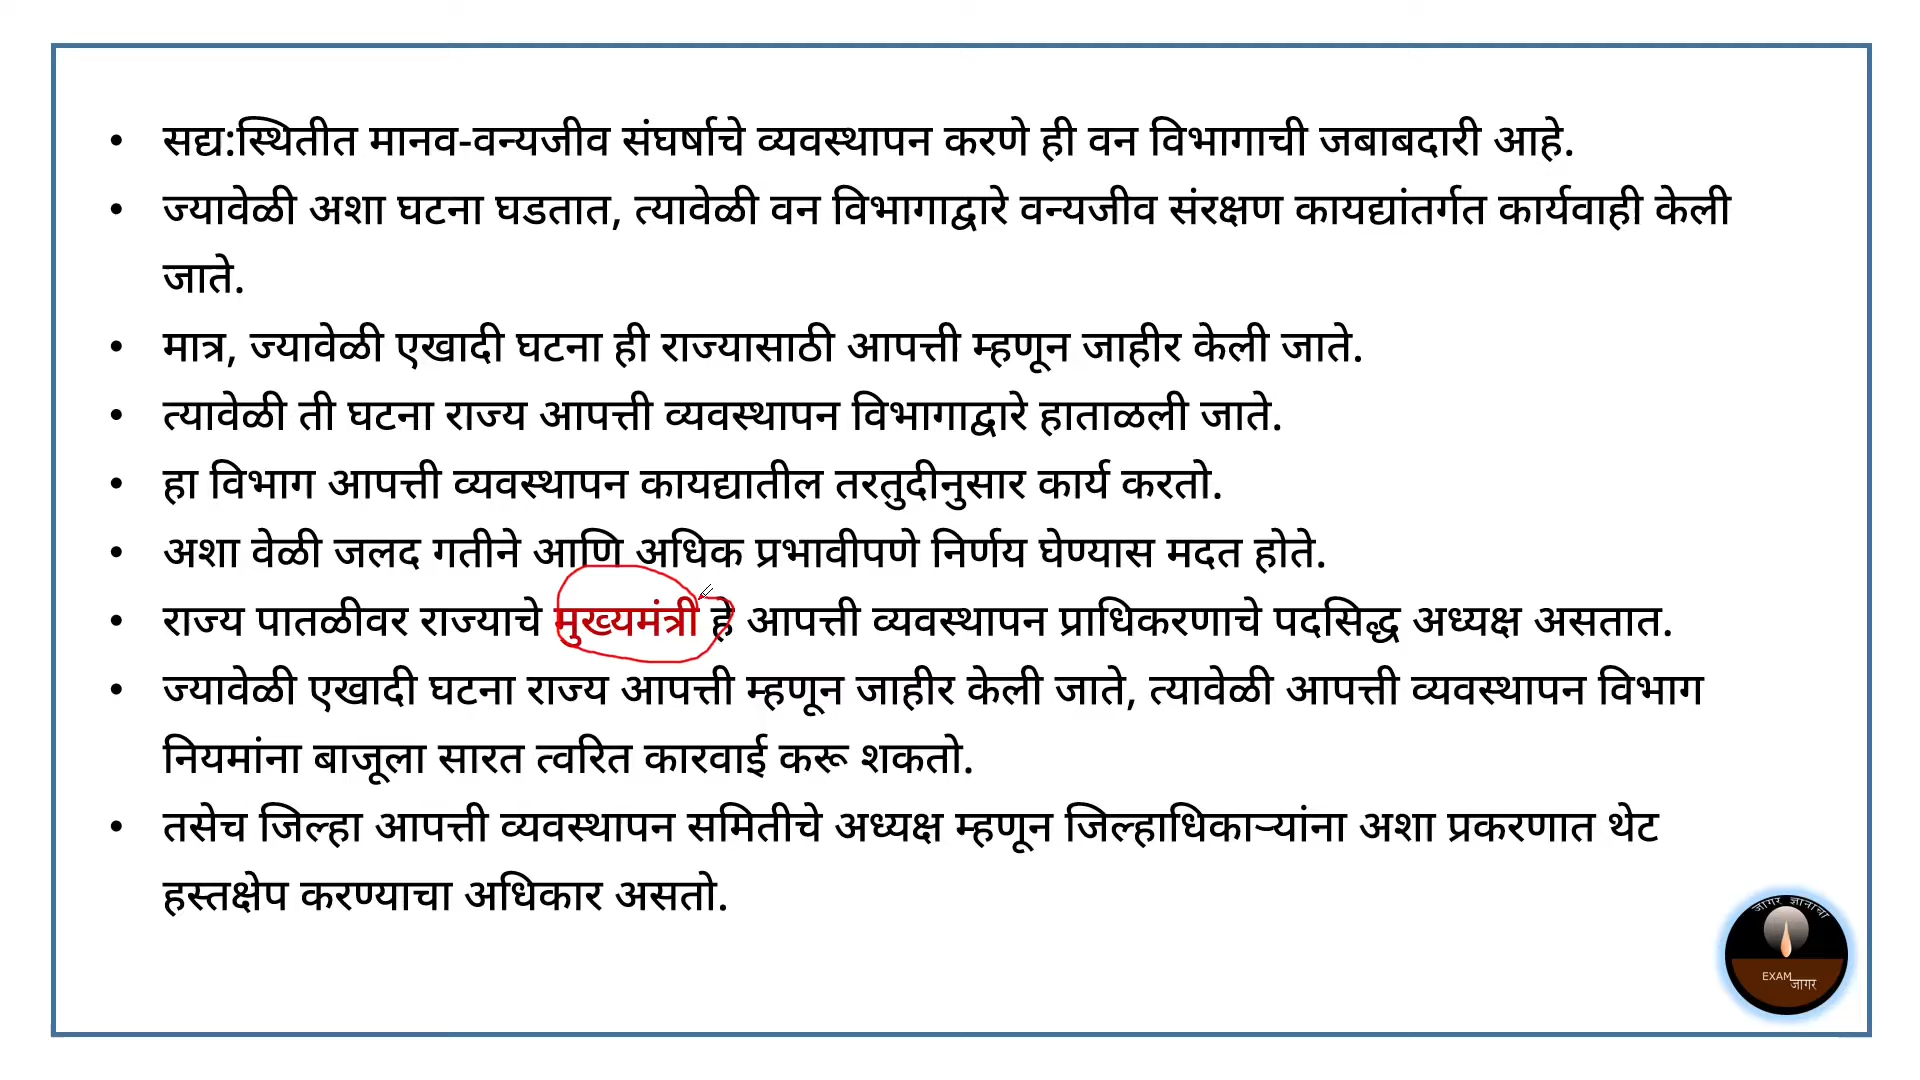 • सद्य:स्थितीत मानव-वन्यजीव संघर्षाचे व्यवस्थापन करणे ही वन विभागाची जबाबदारी आहे.
• ज्यावेळी अशा घटना घडतात, त्यावेळी वन विभागाद्वारे वन्यजीव संरक्षण कायद्यांतर्गत कार्यवाही केली
जाते.
• मात्र, ज्यावेळी एखादी घटना ही राज्यासाठी आपत्ती म्हणून जाहीर केली जाते.
• त्यावेळी ती घटना राज्य आपत्ती व्यवस्थापन विभागाद्वारे हाताळली जाते.
• हा विभाग आपत्ती व्यवस्थापन कायद्यातील तरतुदीनुसार कार्य करतो.
• अशा वेळी जलद गतीने आणि अधिक प्रभावीपणे निर्णय घेण्यास मदत होते.
• राज्य पातळीवर राज्याचे मुख्यमंत्री हे आपत्ती व्यवस्थापन प्राधिकरणाचे पदसिद्ध अध्यक्ष असतात.
• ज्यावेळी एखादी घटना राज्य आपत्ती म्हणून जाहीर केली जाते, त्यावेळी आपत्ती व्यवस्थापन विभाग
नियमांना बाजूला सारत त्वरित कारवाई करू शकतो.
• तसेच जिल्हा आपत्ती व्यवस्थापन समितीचे अध्यक्ष म्हणून जिल्हाधिकाऱ्यांना अशा प्रकरणात थेट
हस्तक्षेप करण्याचा अधिकार असतो.
जागर ज्ञानाचा
EXAM
जागर